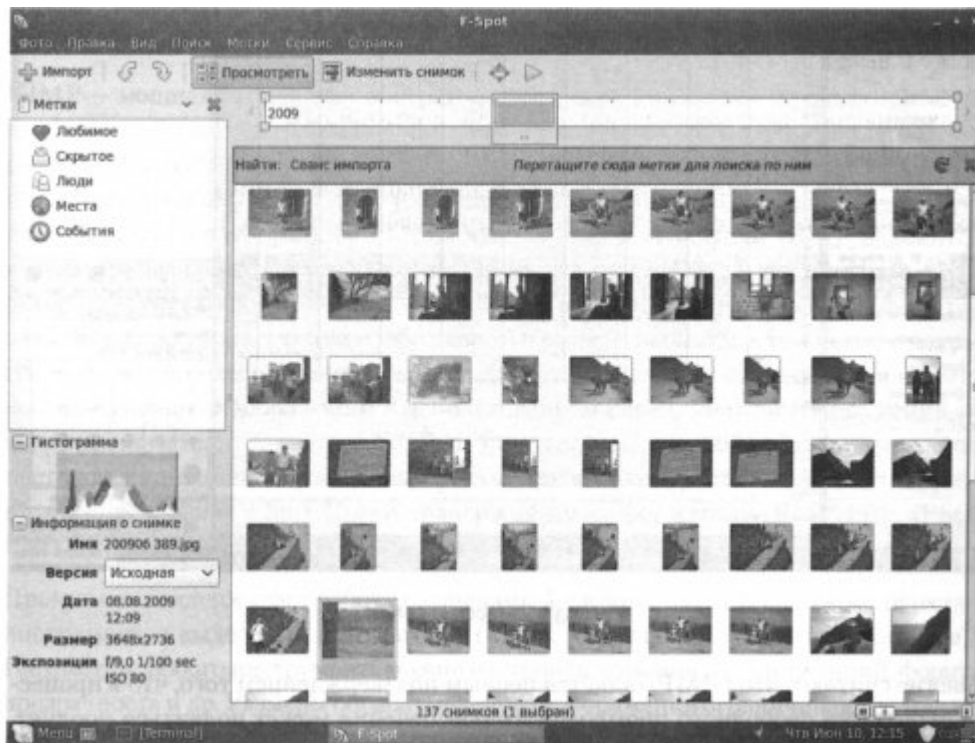 F-Spot
Фото Правка Вид Поиск Метки Сервис Справка
Импорт Просмотреть Изменить снимок
Метки
2009
Любимое
Скрытое
Люди
Места
События
Найти: Сеанс импорта Перетащите сюда метки для поиска по ним
Гистограмма
Информация о снимке
Имя 200906 389.jpg
Версия Исходная
Дата 08.08.2009
12:09
Размер 3648x2736
Экспозиция f/9,0 1/100 sec
ISO 80
137 снимков (1 выбран)
Menu [Terminal] F-Spot Чтв Июн 10, 12:15